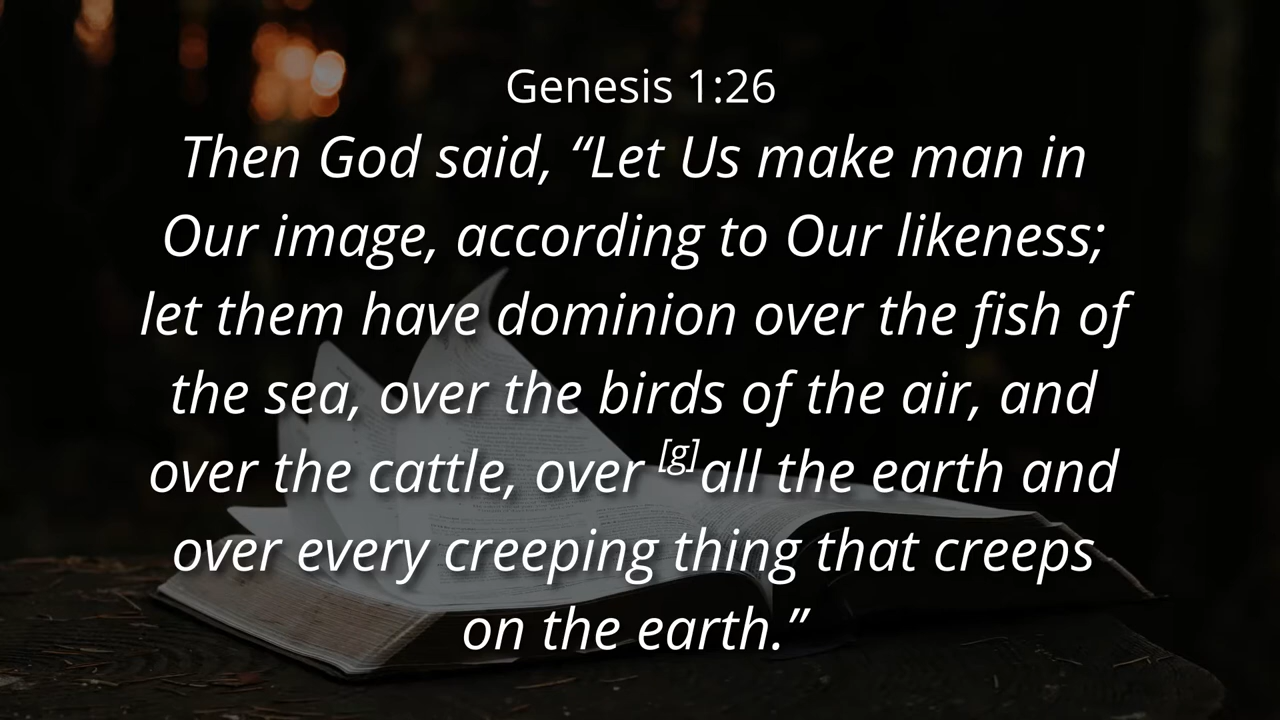 Genesis 1:26
Then God said, “Let Us make man in
Our image, according to Our likeness;
let them have dominion over the fish of
the sea, over the birds of the air, and
over the cattle, over [g]all the earth and
over every creeping thing that creeps
on the earth.”